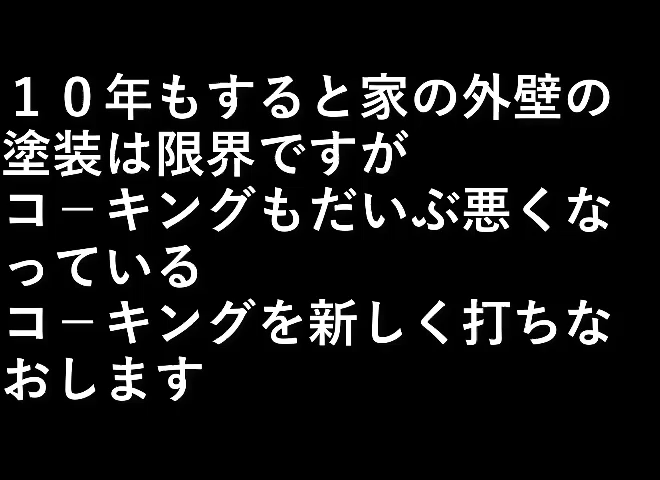 １０年もすると家の外壁の
塗装は限界ですが
コ－キングもだいぶ悪くな
っている
コ－キングを新しく打ちな
おします